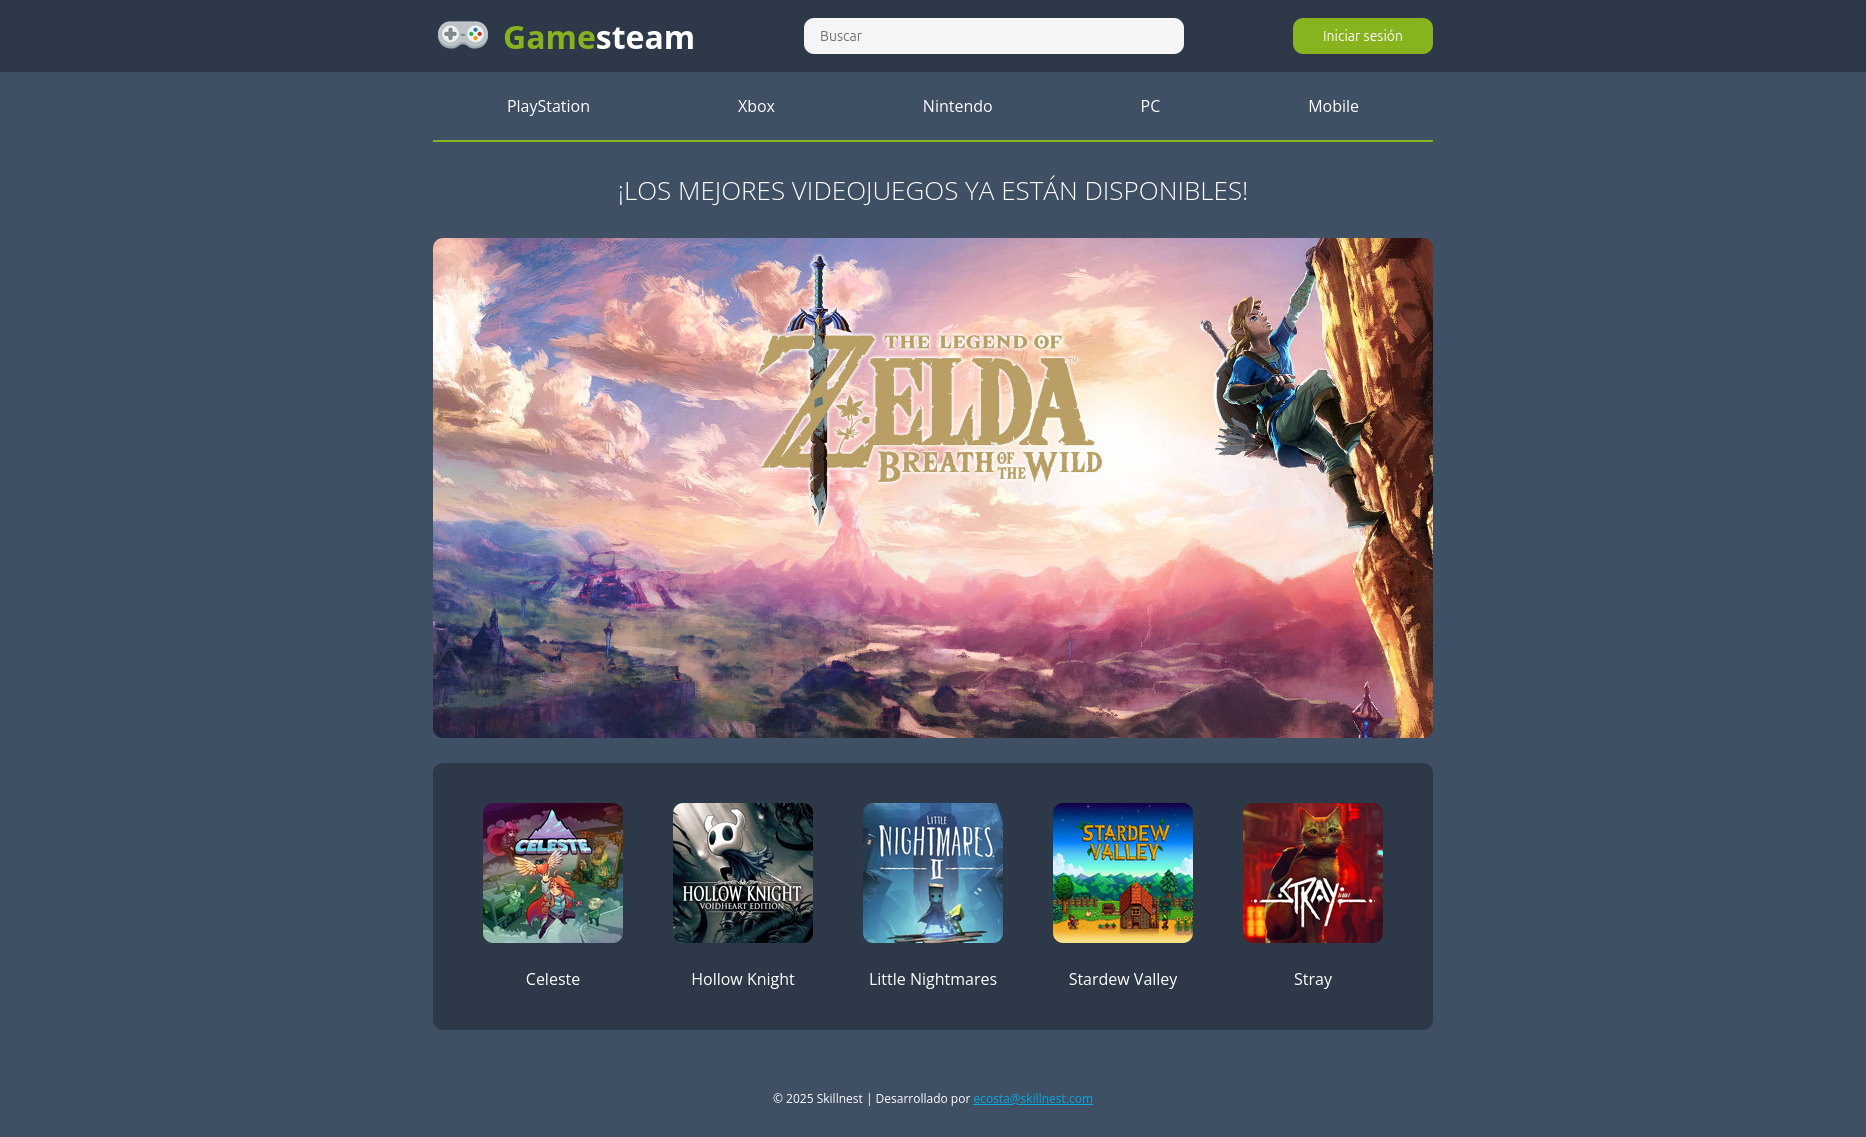 Gamesteam
Buscar
Iniciar sesión
PlayStation
Xbox
Nintendo
PC
Mobile
¡LOS MEJORES VIDEOJUEGOS YA ESTÁN DISPONIBLES!
THE LEGEND OF
ZELDA
TM
BREATH OF THE WILD
CELESTE
HOLLOW KNIGHT
VOIDHEART EDITION
LITTLE
NIGHTMARES
II
STARDEW
VALLEY
STRAY
Celeste
Hollow Knight
Little Nightmares
Stardew Valley
Stray
© 2025 Skillnest | Desarrollado por ecosta@skillnest.com